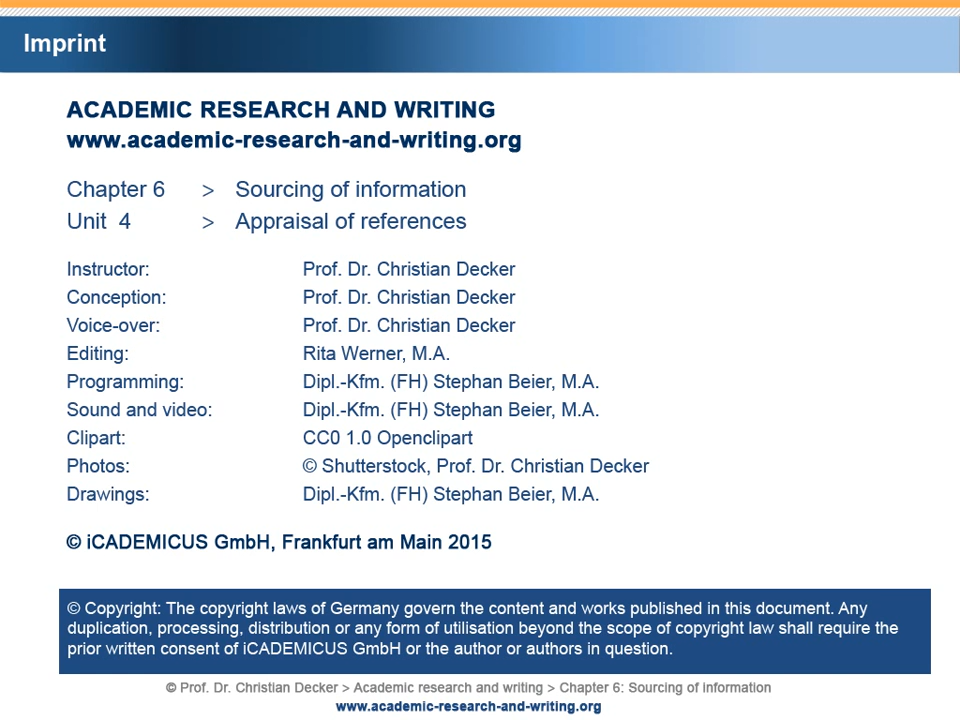 Imprint
ACADEMIC RESEARCH AND WRITING
www.academic-research-and-writing.org
Chapter 6 > Sourcing of information
Unit 4 > Appraisal of references
Instructor: Prof. Dr. Christian Decker
Conception: Prof. Dr. Christian Decker
Voice-over: Prof. Dr. Christian Decker
Editing: Rita Werner, M.A.
Programming: Dipl.-Kfm. (FH) Stephan Beier, M.A.
Sound and video: Dipl.-Kfm. (FH) Stephan Beier, M.A.
Clipart: CC0 1.0 Openclipart
Photos: © Shutterstock, Prof. Dr. Christian Decker
Drawings: Dipl.-Kfm. (FH) Stephan Beier, M.A.
© iCADEMICUS GmbH, Frankfurt am Main 2015
© Copyright: The copyright laws of Germany govern the content and works published in this document. Any
duplication, processing, distribution or any form of utilisation beyond the scope of copyright law shall require the
prior written consent of iCADEMICUS GmbH or the author or authors in question.
© Prof. Dr. Christian Decker > Academic research and writing > Chapter 6: Sourcing of information
www.academic-research-and-writing.org